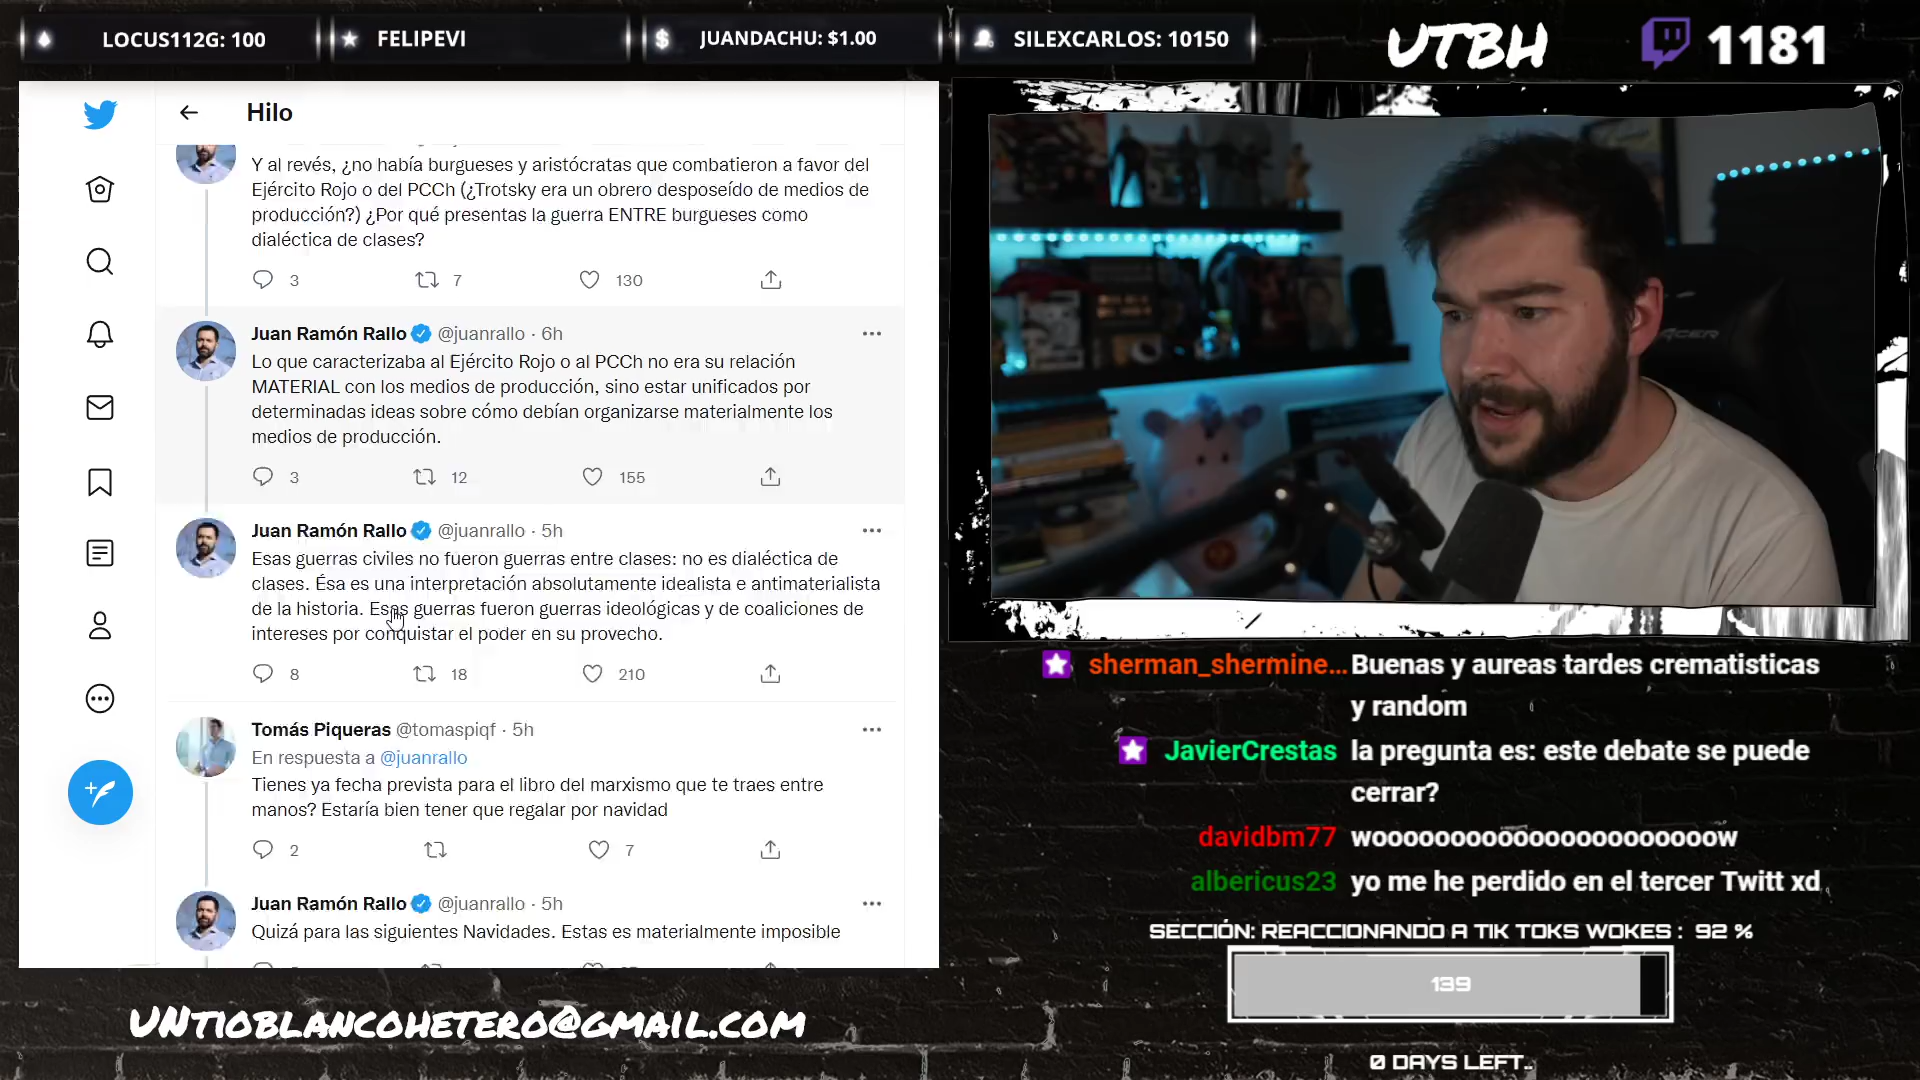 LOCUS112G: 100
FELIPEVI
$
JUANDACHU: $1.00
SILEXCARLOS: 10150
UTBH
1181
Hilo
Y al revés, ¿no había burgueses y aristócratas que combatieron a favor del
Ejército Rojo o del PCCh (¿Trotsky era un obrero desposeído de medios de
producción?) ¿Por qué presentas la guerra ENTRE burgueses como
dialéctica de clases?
3 7 130
Juan Ramón Rallo @juanrallo · 6h
Lo que caracterizaba al Ejército Rojo o al PCCh no era su relación
MATERIAL con los medios de producción, sino estar unificados por
determinadas ideas sobre cómo debían organizarse materialmente los
medios de producción.
3 12 155
Juan Ramón Rallo @juanrallo · 5h
Esas guerras civiles no fueron guerras entre clases: no es dialéctica de
clases. Ésa es una interpretación absolutamente idealista e antimaterialista
de la historia. Esas guerras fueron guerras ideológicas y de coaliciones de
intereses por conquistar el poder en su provecho.
8 18 210
Tomás Piqueras @tomaspiqf · 5h
En respuesta a @juanrallo
Tienes ya fecha prevista para el libro del marxismo que te traes entre
manos? Estaría bien tener que regalar por navidad
2 7
Juan Ramón Rallo @juanrallo · 5h
Quizá para las siguientes Navidades. Estas es materialmente imposible
UNTIOBLANCOHETERO@GMAIL.COM
ACER
sherman_shermine... Buenas y aureas tardes crematisticas
y random
JavierCrestas la pregunta es: este debate se puede
cerrar?
davidbm77 woooooooooooooooooooooow
albericus23 yo me he perdido en el tercer Twitt xd
SECCIÓN: REACCIONANDO A TIK TOKS WOKES : 92 %
139
0 DAYS LEFT..